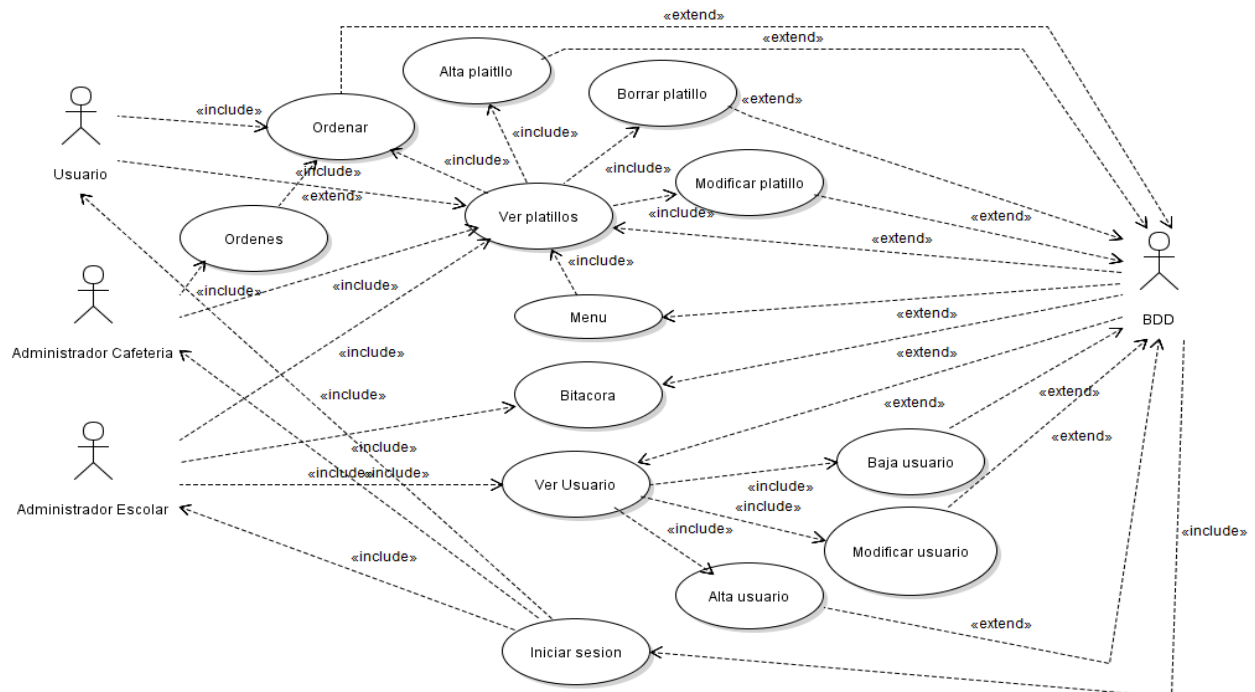 «extend»
«extend»
Alta plaitllo
Borrar platillo
«extend»
«include»
Ordenar
«include»
Usuario
«include»
«include»
«include»
Modificar platillo
«extend»
Ver platillos
«include»
«extend»
Ordenes
«extend»
«include»
«include»
«include»
Menu
«extend»
BDD
Administrador Cafeteria
«include»
«extend»
Bitacora
«extend»
«extend»
«include»
Baja usuario
«include»
«include»
Ver Usuario
«include»
Administrador Escolar
«include»
«include»
«include»
Modificar usuario
«include»
Alta usuario
«extend»
Iniciar sesion